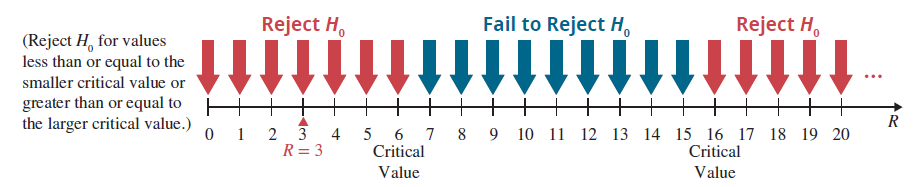 Reject H₀ Fail to Reject H₀ Reject H₀
(Reject H₀ for values
less than or equal to the
smaller critical value or
greater than or equal to
the larger critical value.)
...
0 1 2 3 4 5 6 7 8 9 10 11 12 13 14 15 16 17 18 19 20 R
R = 3 Critical Critical
Value Value